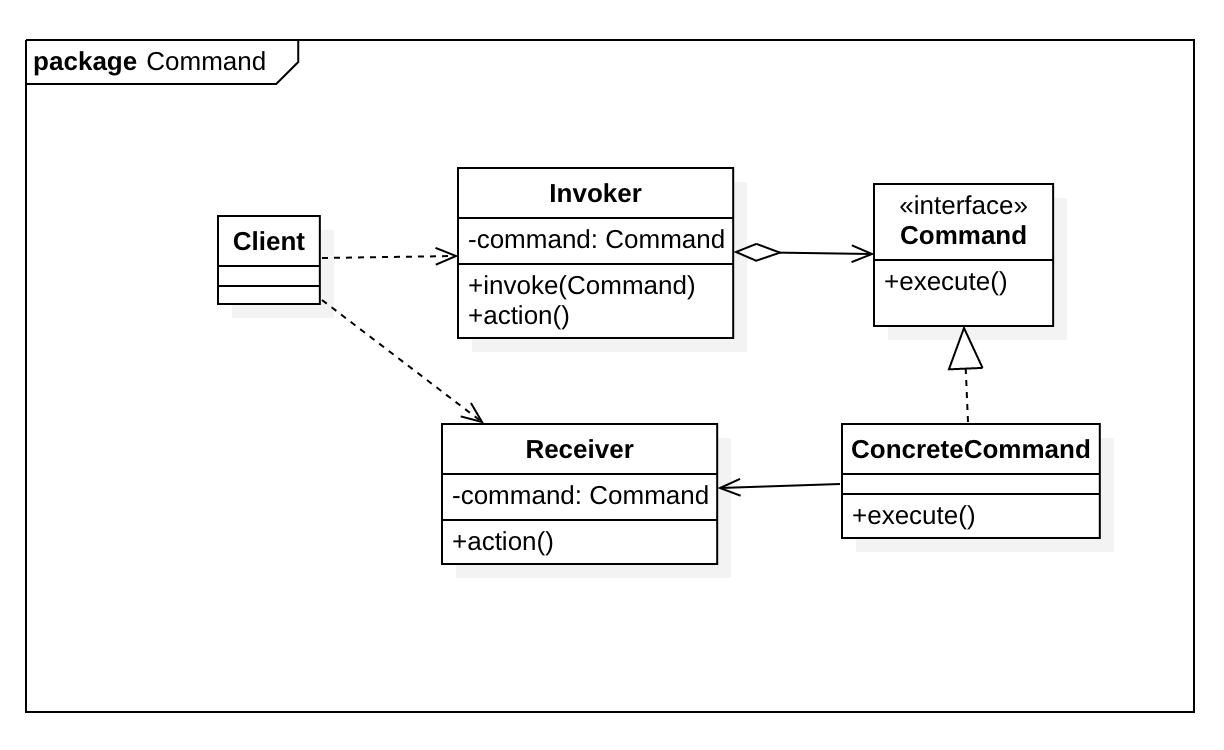 package Command
Client
Invoker
-command: Command
+invoke(Command)
+action()
«interface»
Command
+execute()
Receiver
-command: Command
+action()
ConcreteCommand
+execute()